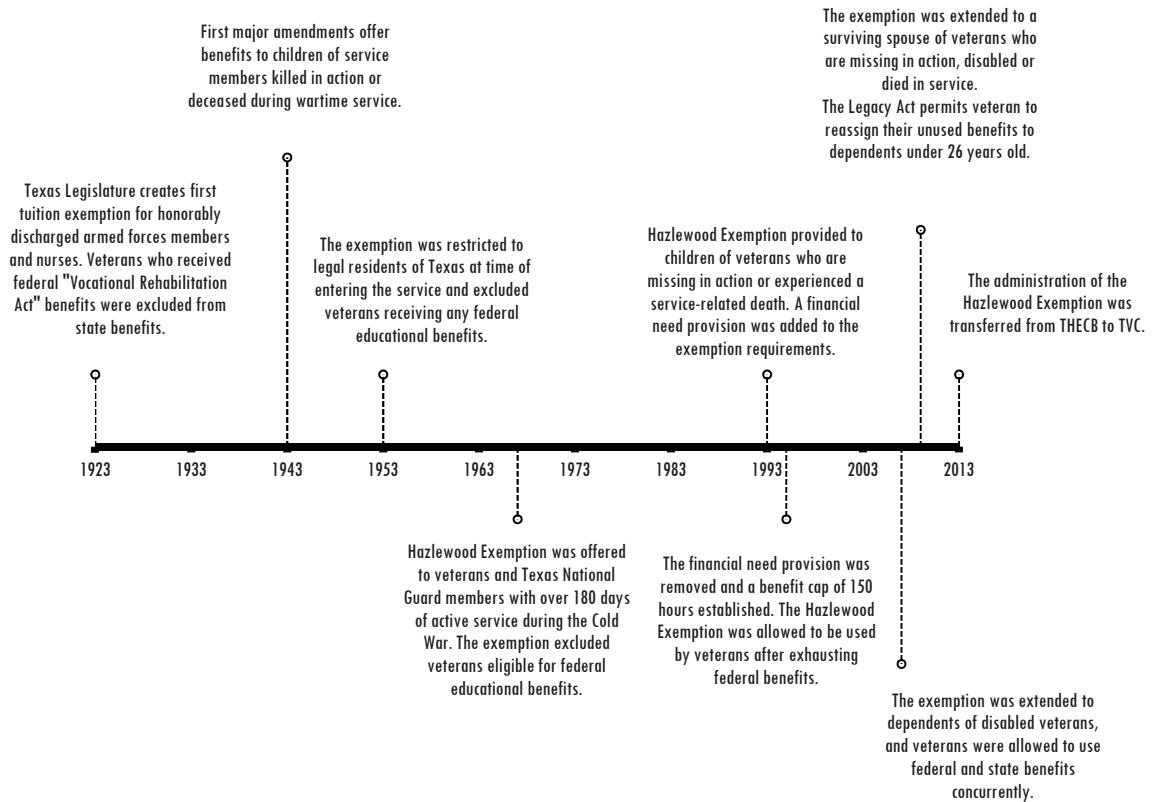 First major amendments offer
benefits to children of service
members killed in action or
deceased during wartime service.
The exemption was extended to a
surviving spouse of veterans who
are missing in action, disabled or
died in service.
The Legacy Act permits veteran to
reassign their unused benefits to
dependents under 26 years old.
Texas Legislature creates first
tuition exemption for honorably
discharged armed forces members
and nurses. Veterans who received
federal "Vocational Rehabilitation
Act" benefits were excluded from
state benefits.
The exemption was restricted to
legal residents of Texas at time of
entering the service and excluded
veterans receiving any federal
educational benefits.
Hazlewood Exemption provided to
children of veterans who are
missing in action or experienced a
service-related death. A financial
need provision was added to the
exemption requirements.
The administration of the
Hazlewood Exemption was
transferred from THECB to TVC.
1923 1933 1943 1953 1963 1973 1983 1993 2003 2013
Hazlewood Exemption was offered
to veterans and Texas National
Guard members with over 180 days
of active service during the Cold
War. The exemption excluded
veterans eligible for federal
educational benefits.
The financial need provision was
removed and a benefit cap of 150
hours established. The Hazlewood
Exemption was allowed to be used
by veterans after exhausting
federal benefits.
The exemption was extended to
dependents of disabled veterans,
and veterans were allowed to use
federal and state benefits
concurrently.